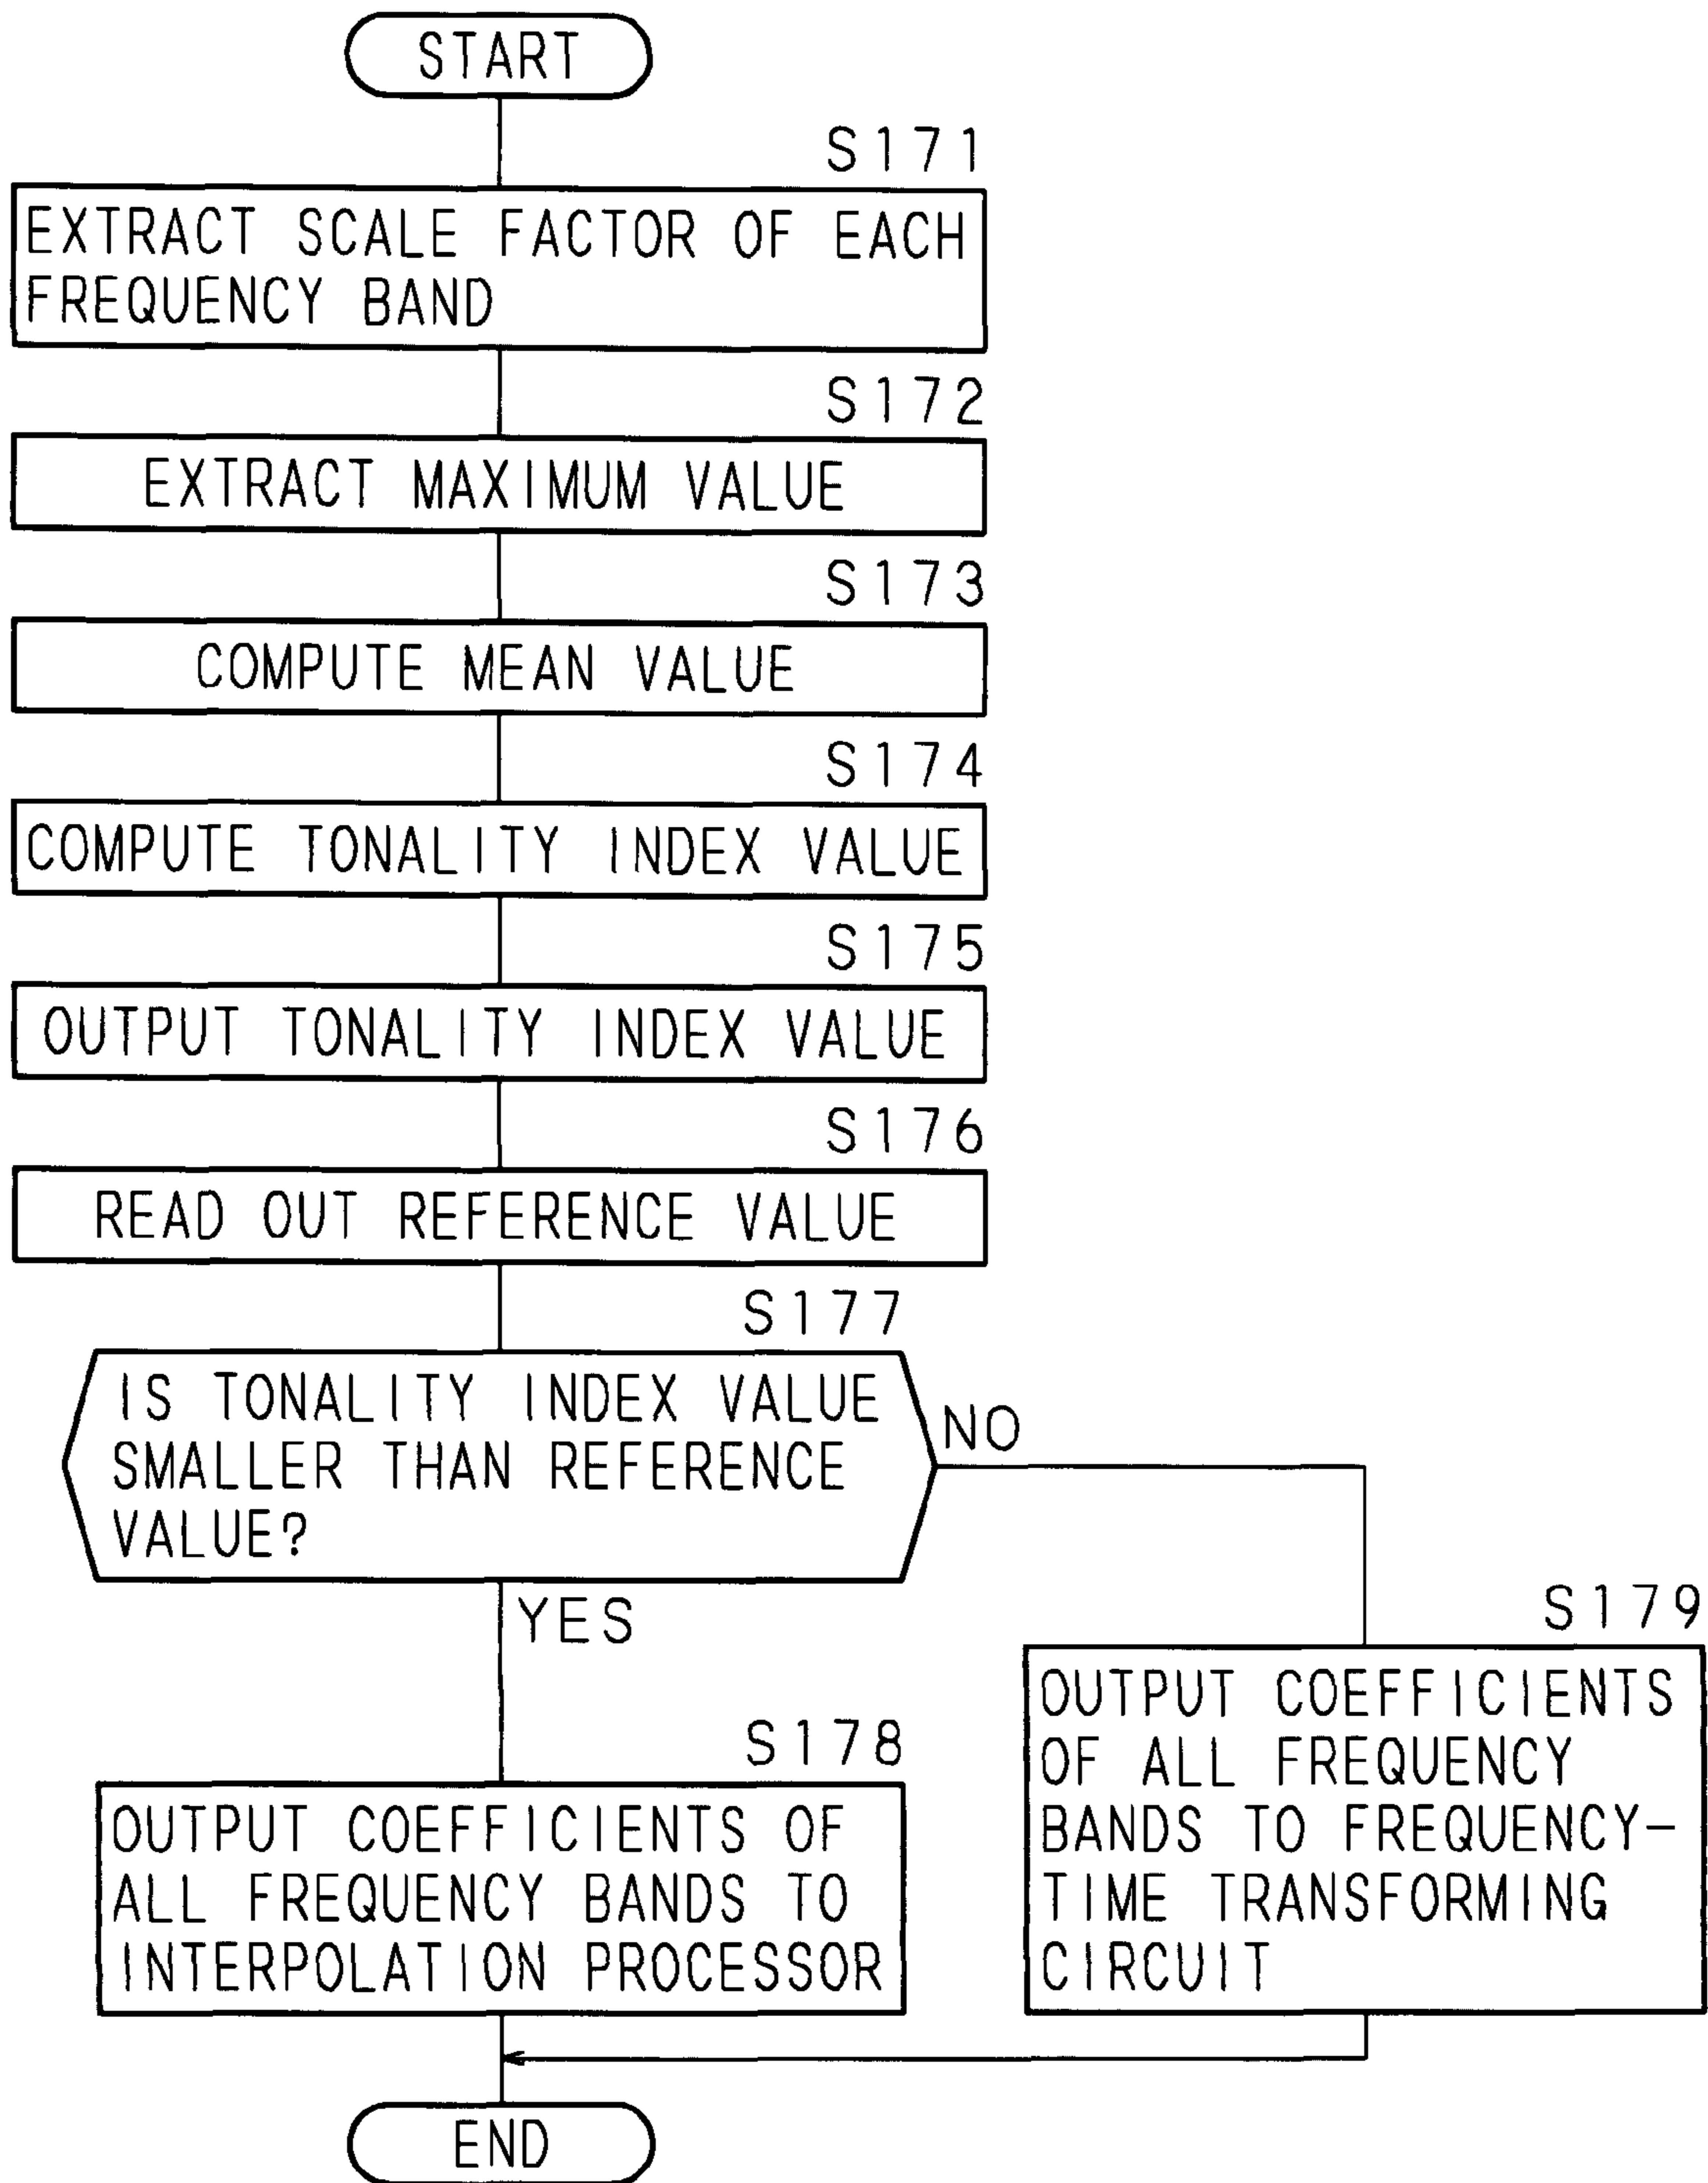 START
S171
EXTRACT SCALE FACTOR OF EACH
FREQUENCY BAND
S172
EXTRACT MAXIMUM VALUE
S173
COMPUTE MEAN VALUE
S174
COMPUTE TONALITY INDEX VALUE
S175
OUTPUT TONALITY INDEX VALUE
S176
READ OUT REFERENCE VALUE
S177
IS TONALITY INDEX VALUE
SMALLER THAN REFERENCE
VALUE?
NO
YES
S178
OUTPUT COEFFICIENTS OF
ALL FREQUENCY BANDS TO
INTERPOLATION PROCESSOR
S179
OUTPUT COEFFICIENTS
OF ALL FREQUENCY
BANDS TO FREQUENCY-
TIME TRANSFORMING
CIRCUIT
END